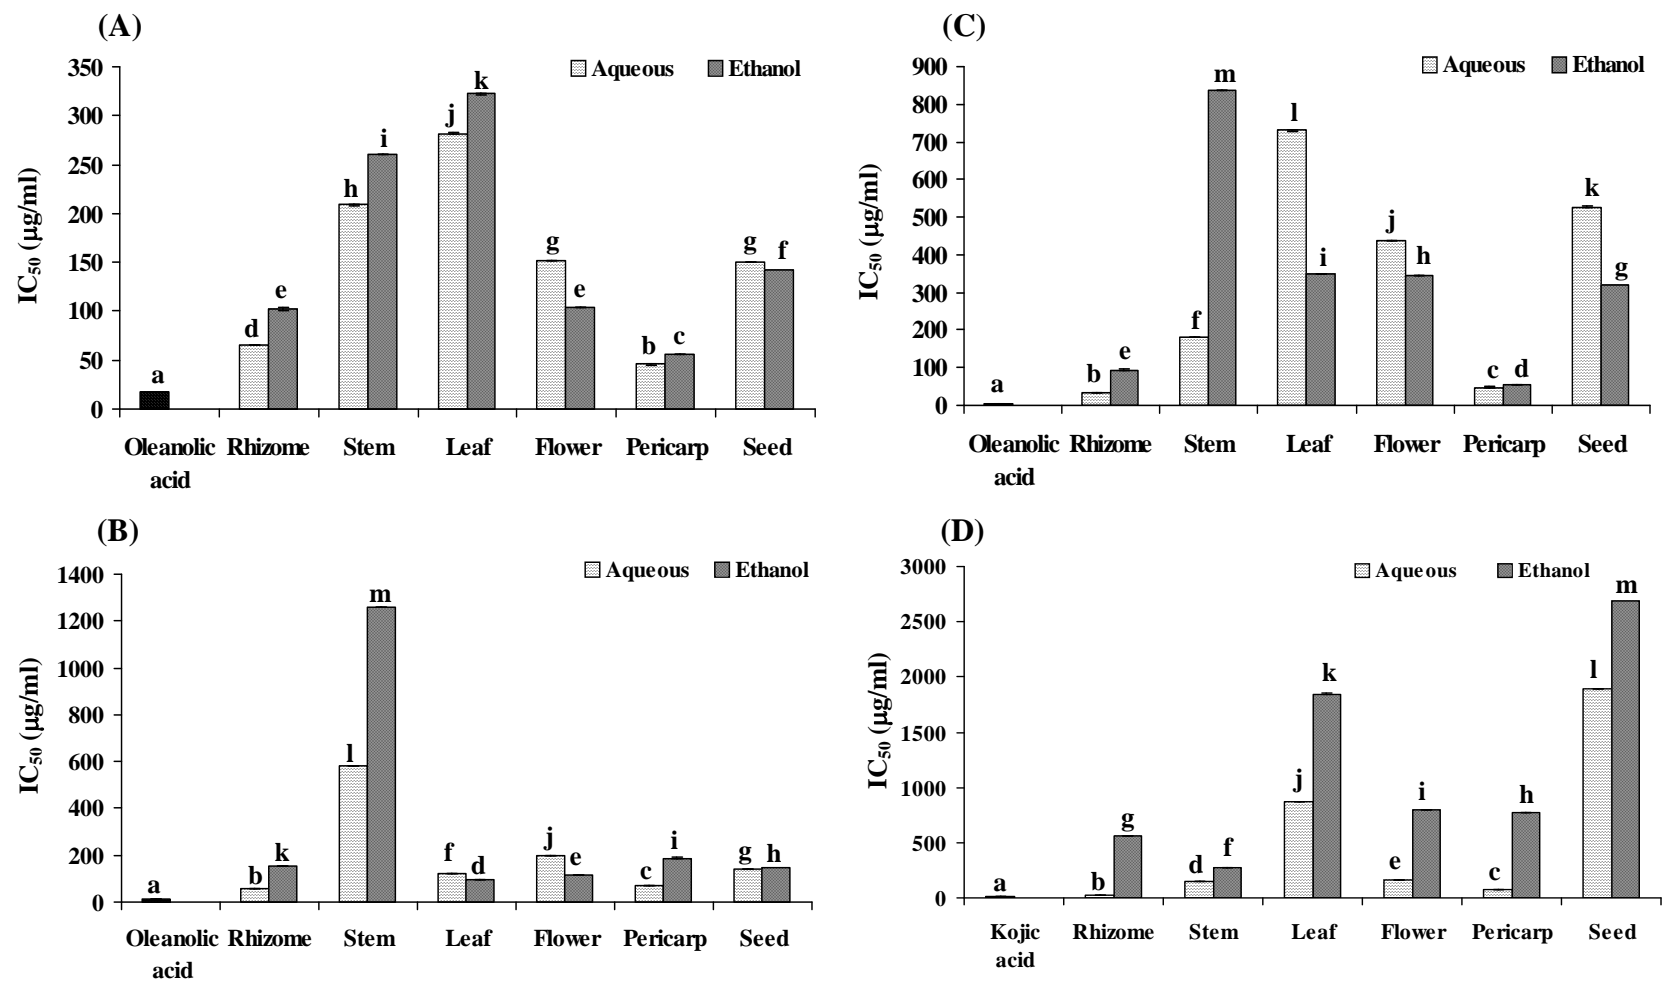 (A)
350
300
250
200
150
100
50
0
IC50 (µg/ml)
Aqueous Ethanol
a
d
e
h
i
j
k
g
e
b
c
g
f
Oleanolic acid Rhizome Stem Leaf Flower Pericarp Seed
(C)
900
800
700
600
500
400
300
200
100
0
IC50 (µg/ml)
Aqueous Ethanol
a
b
e
f
m
l
i
j
h
c
d
k
g
Oleanolic acid Rhizome Stem Leaf Flower Pericarp Seed
(B)
1400
1200
1000
800
600
400
200
0
IC50 (µg/ml)
Aqueous Ethanol
a
b
k
l
m
f
d
j
e
c
i
g
h
Oleanolic acid Rhizome Stem Leaf Flower Pericarp Seed
(D)
3000
2500
2000
1500
1000
500
0
IC50 (µg/ml)
Aqueous Ethanol
a
b
g
d
f
j
k
e
i
c
h
l
m
Kojic acid Rhizome Stem Leaf Flower Pericarp Seed